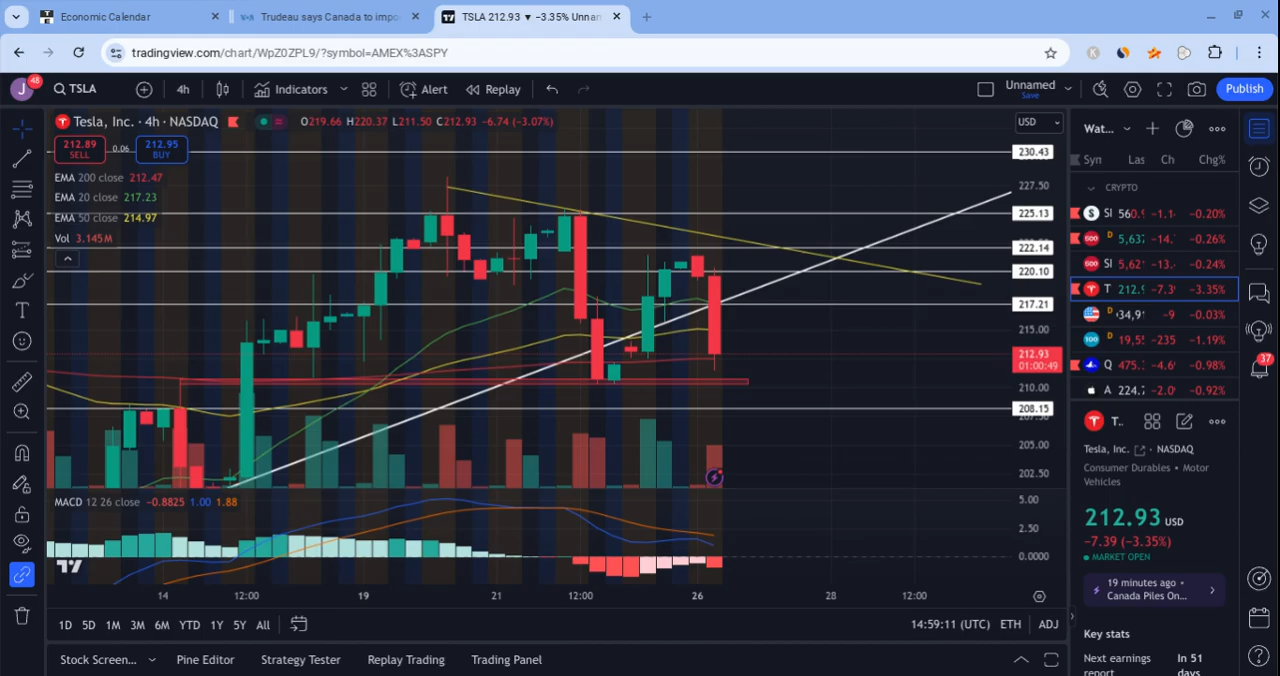 Economic Calendar
Trudeau says Canada to impo
TSLA 212.93 ▼ −3.35% Unnan
tradingview.com/chart/WpZ0ZPL9/?symbol=AMEX%3ASPY
J
48
TSLA
4h
Indicators
Alert
Replay
Unnamed
Save
Publish
Tesla, Inc. · 4h · NASDAQ
O219.66 H220.37 L211.50 C212.93 −6.74 (−3.07%)
USD
212.89
SELL
0.06
212.95
BUY
EMA 200 close 212.47
EMA 20 close 217.23
EMA 50 close 214.97
Vol 3.145M
230.43
227.50
225.13
222.14
220.10
217.21
215.00
212.93
01:00:49
210.00
208.15
205.00
202.50
MACD 12 26 close −0.8825 1.00 1.88
5.00
2.50
0.0000
14
12:00
19
21
12:00
26
28
12:00
1D
5D
1M
3M
6M
YTD
1Y
5Y
All
14:59:11 (UTC)
ETH
ADJ
Stock Screen...
Pine Editor
Strategy Tester
Replay Trading
Trading Panel
Wat...
Syn
Las
Ch
Chg%
CRYPTO
SI 560. −1.1 −0.20%
500 D 5,63 −14. −0.26%
500 SI 5,62 −13. −0.24%
T 212.9 −7.3 −3.35%
D 34,9 −9 −0.03%
100 D 19,55 −235 −1.19%
Q 475. −4.6 −0.98%
A 224. −2.0 −0.92%
37
T..
Tesla, Inc.
NASDAQ
Consumer Durables • Motor
Vehicles
212.93 USD
−7.39 (−3.35%)
MARKET OPEN
19 minutes ago •
Canada Piles On...
Key stats
Next earnings
report
In 51
days